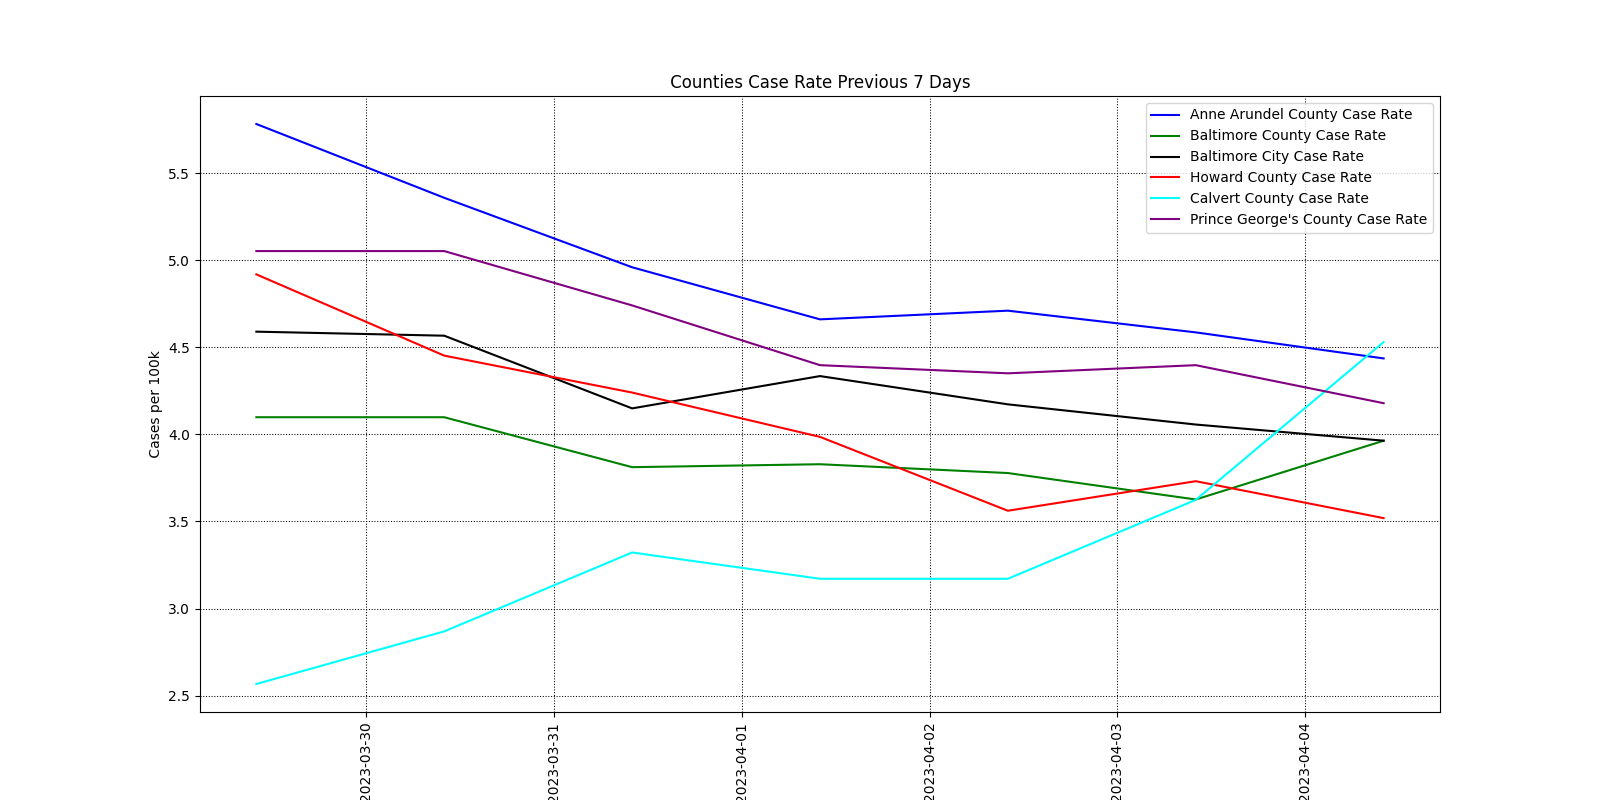 Counties Case Rate Previous 7 Days
Anne Arundel County Case Rate
Baltimore County Case Rate
Baltimore City Case Rate
Howard County Case Rate
Calvert County Case Rate
Prince George's County Case Rate
Cases per 100k
5.5
5.0
4.5
4.0
3.5
3.0
2.5
2023-03-30
2023-03-31
2023-04-01
2023-04-02
2023-04-03
2023-04-04